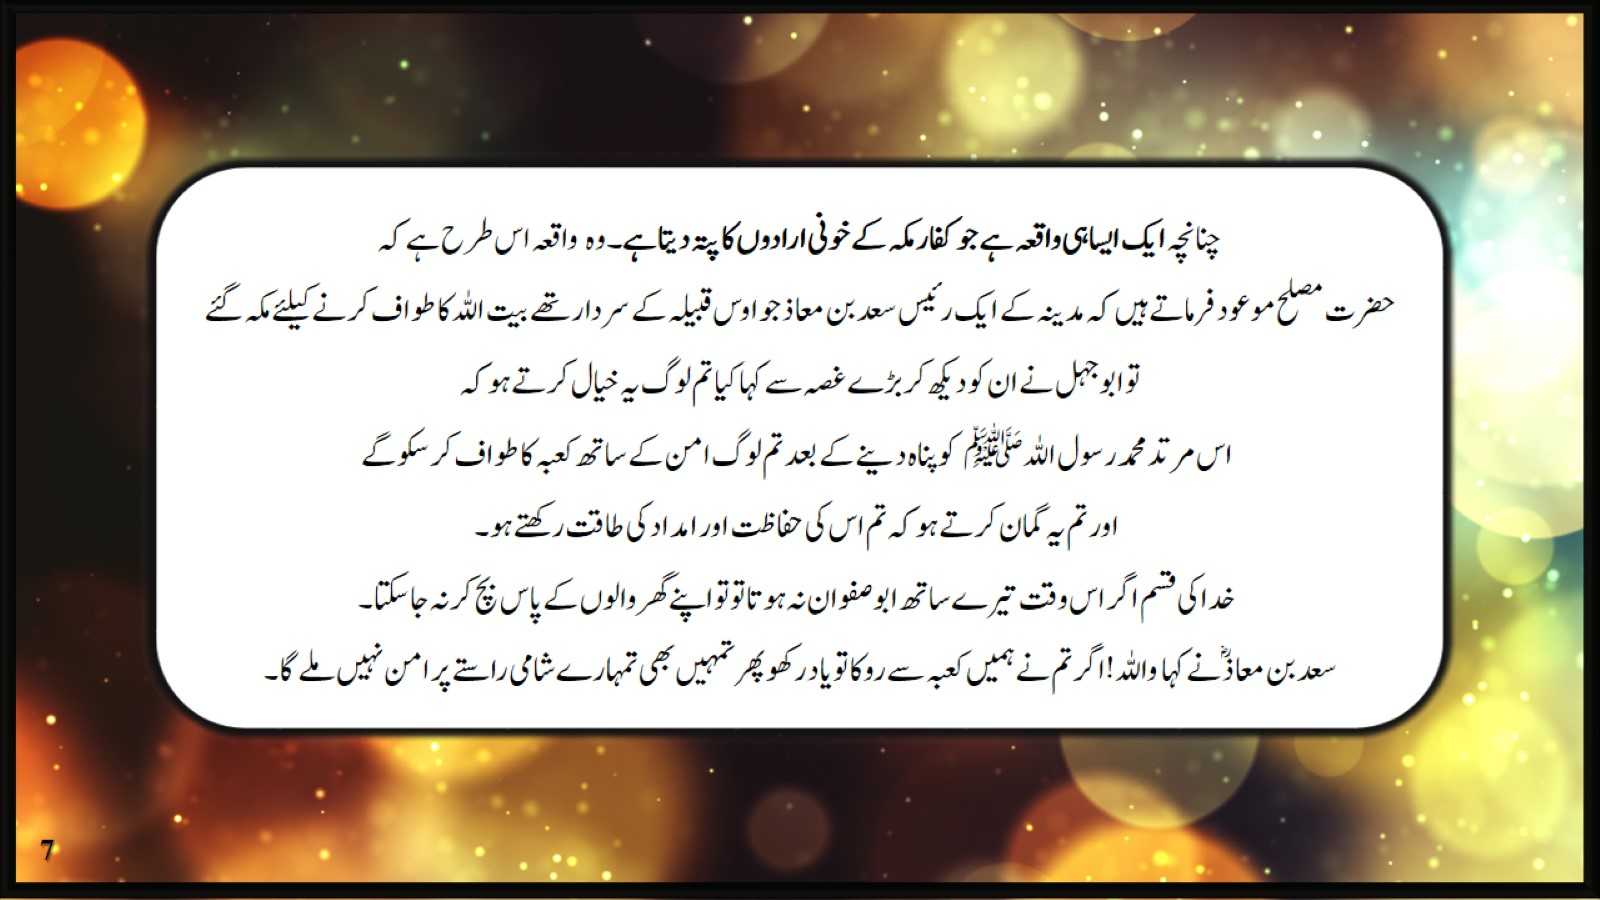 چنانچہ ایک ایسا ہی واقعہ ہے جو کفار مکہ کے خونی ارادوں کا پتہ دیتا ہے۔ وہ واقعہ اس طرح ہے کہ
حضرت مصلح موعود فرماتے ہیں کہ مدینہ کے ایک رئیس سعد بن معاذ جو اوس قبیلہ کے سردار تھے بیت اللہ کا طواف کرنے کیلئے مکہ گئے
تو ابو جہل نے ان کو دیکھ کر بڑے غصہ سے کہا کیا تم لوگ یہ خیال کرتے ہو کہ
اس مرتد محمد رسول اللہ ﷺ کو پناہ دینے کے بعد تم لوگ امن کے ساتھ کعبہ کا طواف کر سکو گے
اور تم یہ گمان کرتے ہو کہ تم اس کی حفاظت اور امداد کی طاقت رکھتے ہو۔
خدا کی قسم اگر اس وقت تیرے ساتھ ابو صفوان نہ ہوتا تو تو اپنے گھر والوں کے پاس بچ کر نہ جا سکتا۔
سعد بن معاذؓ نے کہا واللہ! اگر تم نے ہمیں کعبہ سے روکا تو یاد رکھو پھر تمہیں بھی تمہارے شامی راستے پر امن نہیں ملے گا۔
7